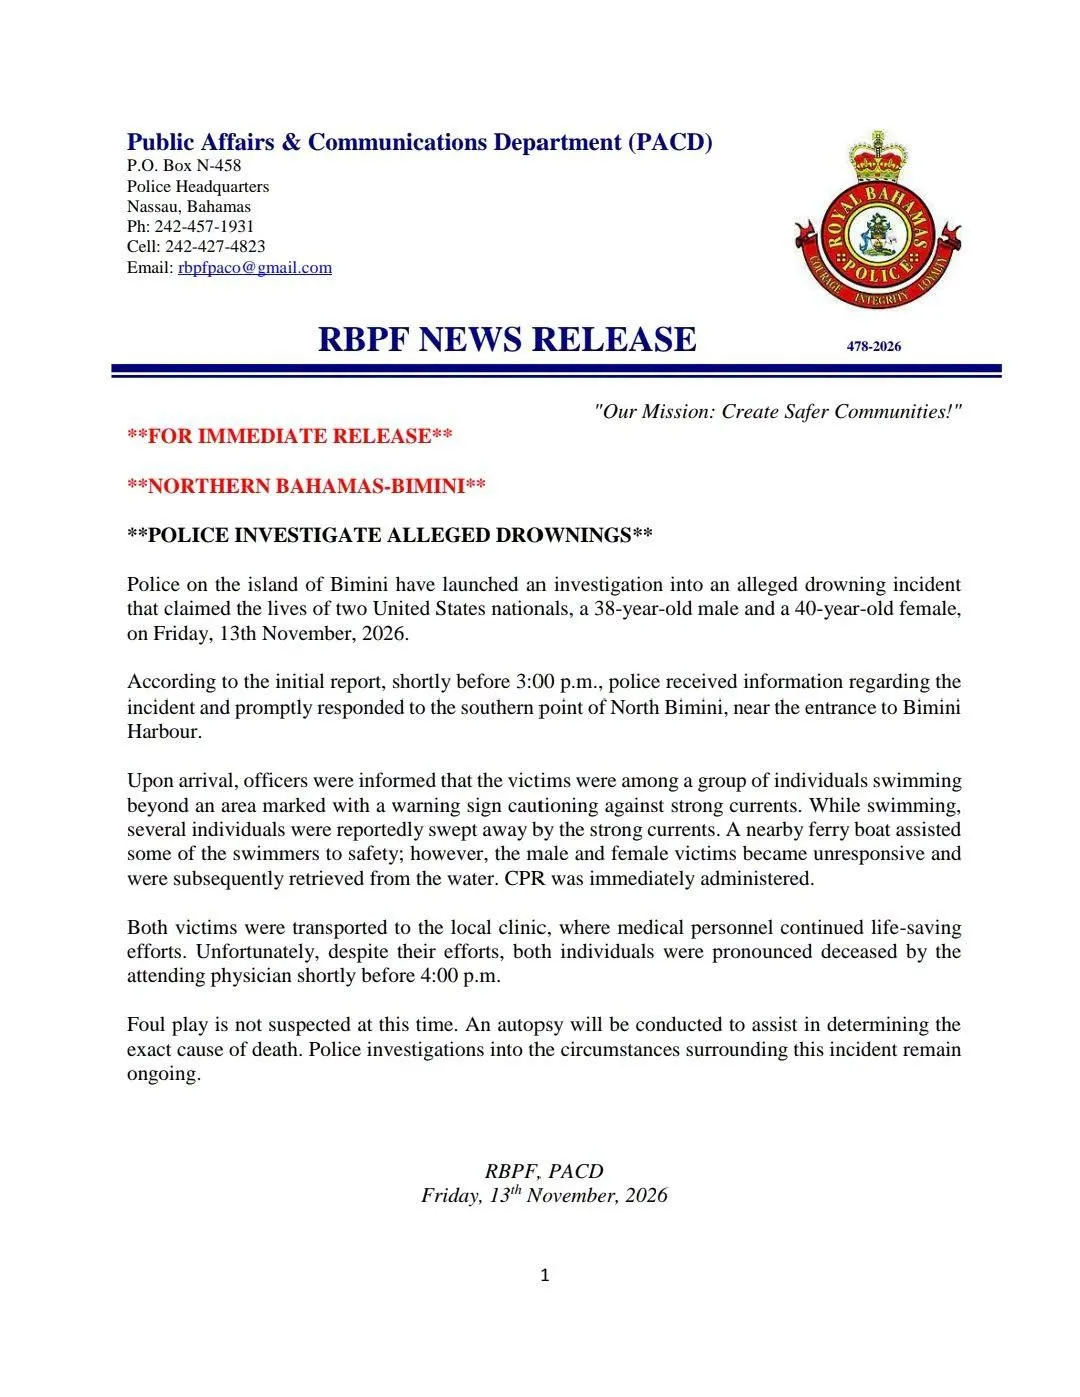 Public Affairs & Communications Department (PACD)
P.O. Box N-458
Police Headquarters
Nassau, Bahamas
Ph: 242-457-1931
Cell: 242-427-4823
Email: rbpfpaco@gmail.com
ROYAL BAHAMAS
POLICE
COURAGE INTEGRITY LOYALTY
RBPF NEWS RELEASE
478-2026
"Our Mission: Create Safer Communities!"
**FOR IMMEDIATE RELEASE**
**NORTHERN BAHAMAS-BIMINI**
**POLICE INVESTIGATE ALLEGED DROWNINGS**
Police on the island of Bimini have launched an investigation into an alleged drowning incident
that claimed the lives of two United States nationals, a 38-year-old male and a 40-year-old female,
on Friday, 13th November, 2026.
According to the initial report, shortly before 3:00 p.m., police received information regarding the
incident and promptly responded to the southern point of North Bimini, near the entrance to Bimini
Harbour.
Upon arrival, officers were informed that the victims were among a group of individuals swimming
beyond an area marked with a warning sign cautioning against strong currents. While swimming,
several individuals were reportedly swept away by the strong currents. A nearby ferry boat assisted
some of the swimmers to safety; however, the male and female victims became unresponsive and
were subsequently retrieved from the water. CPR was immediately administered.
Both victims were transported to the local clinic, where medical personnel continued life-saving
efforts. Unfortunately, despite their efforts, both individuals were pronounced deceased by the
attending physician shortly before 4:00 p.m.
Foul play is not suspected at this time. An autopsy will be conducted to assist in determining the
exact cause of death. Police investigations into the circumstances surrounding this incident remain
ongoing.
RBPF, PACD
Friday, 13th November, 2026
1